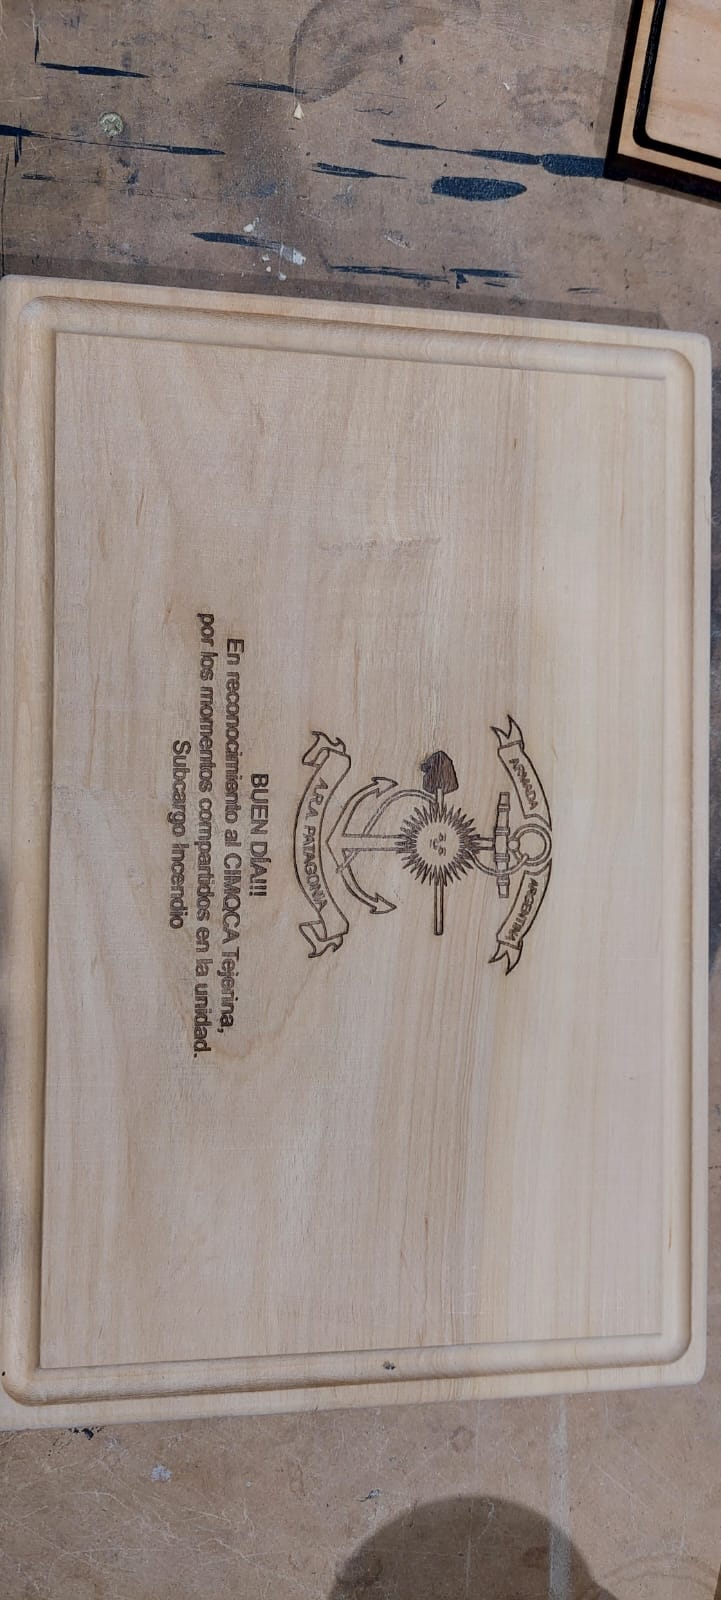 ARMADA ARGENTINA
A.R.A. PATAGONIA
BUEN DÍA!!!
En reconocimiento al CIMQCA Tejerina,
por los momentos compartidos en la unidad.
Subcargo Incendio